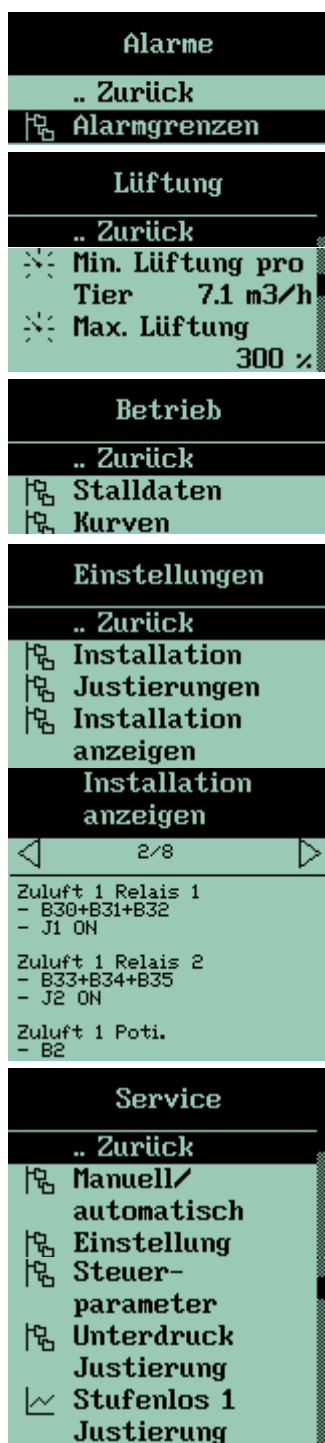 Alarme
.. Zurück
Alarmgrenzen
Lüftung
.. Zurück
Min. Lüftung pro
Tier 7.1 m3/h
Max. Lüftung
300 %
Betrieb
.. Zurück
Stalldaten
Kurven
Einstellungen
.. Zurück
Installation
Justierungen
Installation
anzeigen
Installation
anzeigen
2/8
Zuluft 1 Relais 1
- B30+B31+B32
- J1 ON
Zuluft 1 Relais 2
- B33+B34+B35
- J2 ON
Zuluft 1 Poti.
- B2
Service
.. Zurück
Manuell/
automatisch
Einstellung
Steuer-
parameter
Unterdruck
Justierung
Stufenlos 1
Justierung